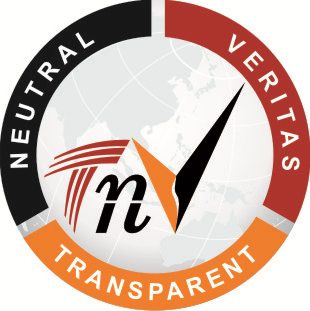 NEUTRAL
VERITAS
TnV
TRANSPARENT